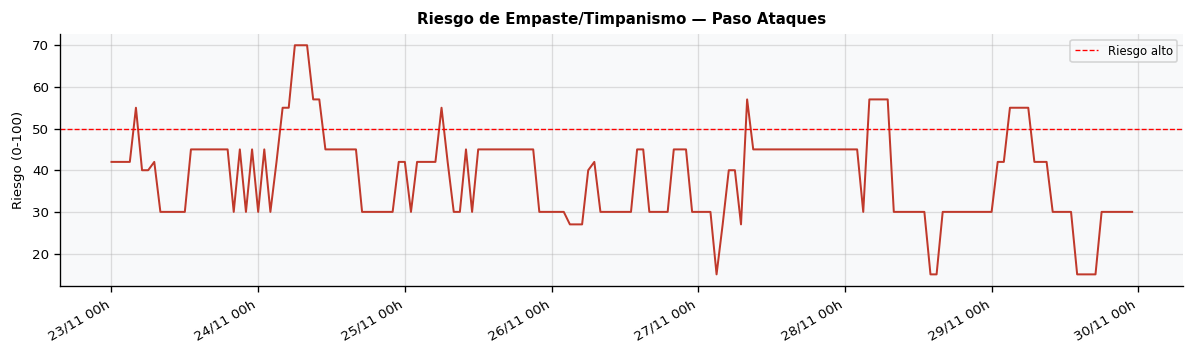 Riesgo de Empaste/Timpanismo — Paso Ataques
Riesgo (0-100)
70
60
50
40
30
20
Riesgo alto
23/11 00h
24/11 00h
25/11 00h
26/11 00h
27/11 00h
28/11 00h
29/11 00h
30/11 00h